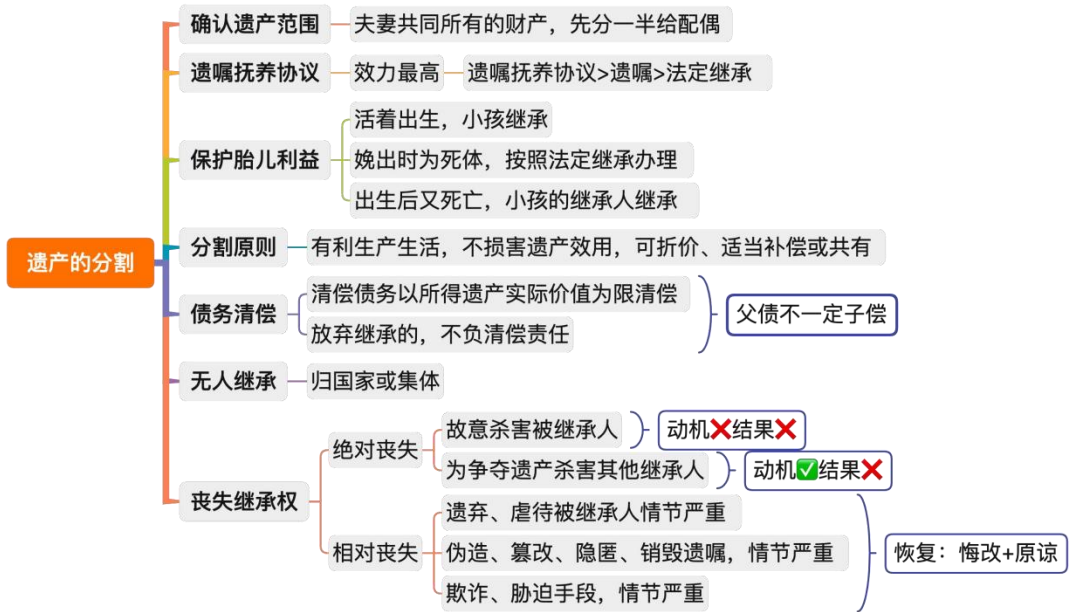 遗产的分割
确认遗产范围
夫妻共同所有的财产，先分一半给配偶
遗嘱抚养协议
效力最高
遗嘱抚养协议>遗嘱>法定继承
保护胎儿利益
活着出生，小孩继承
娩出时为死体，按照法定继承办理
出生后又死亡，小孩的继承人继承
分割原则
有利生产生活，不损害遗产效用，可折价、适当补偿或共有
债务清偿
清偿债务以所得遗产实际价值为限清偿
放弃继承的，不负清偿责任
父债不一定子偿
无人继承
归国家或集体
丧失继承权
绝对丧失
故意杀害被继承人
动机❌结果❌
为争夺遗产杀害其他继承人
动机✅结果❌
相对丧失
遗弃、虐待被继承人情节严重
伪造、篡改、隐匿、销毁遗嘱，情节严重
欺诈、胁迫手段，情节严重
恢复：悔改+原谅